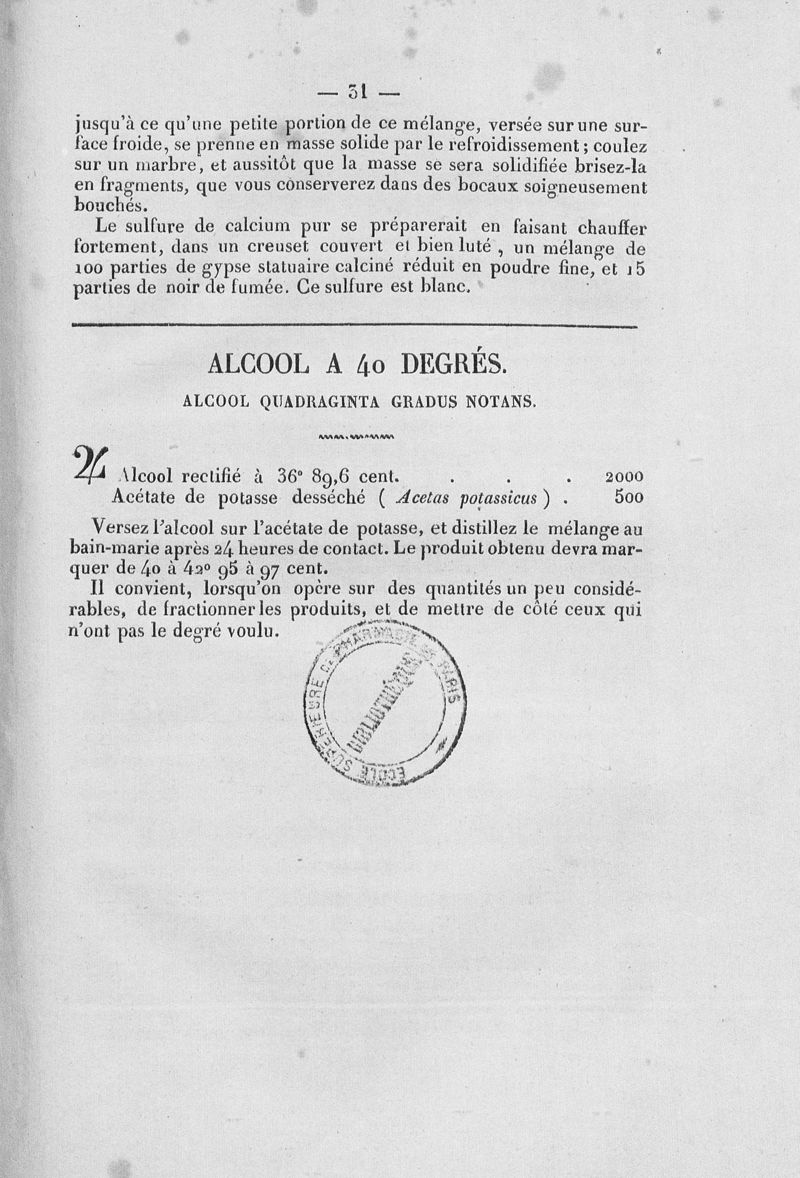 — 31 —
jusqu'à ce qu'une petite portion de ce mélange, versée sur une sur-
face froide, se prenne en masse solide par le refroidissement ; coulez
sur un marbre, et aussitôt que la masse se sera solidifiée brisez-la
en fragments, que vous conserverez dans des bocaux soigneusement
bouchés.
Le sulfure de calcium pur se préparerait en faisant chauffer
fortement, dans un creuset couvert et bien luté , un mélange de
100 parties de gypse statuaire calciné réduit en poudre fine, et 15
parties de noir de fumée. Ce sulfure est blanc.
ALCOOL A 40 DEGRÉS.
ALCOOL QUADRAGINTA GRADUS NOTANS.
♃ Alcool rectifié à 36° 89,6 cent. . . . 2000
Acétate de potasse desséché ( Acetas potassicus ) . 500
Versez l'alcool sur l'acétate de potasse, et distillez le mélange au
bain-marie après 24 heures de contact. Le produit obtenu devra mar-
quer de 40 à 42° 95 à 97 cent.
Il convient, lorsqu'on opère sur des quantités un peu considé-
rables, de fractionner les produits, et de mettre de côté ceux qui
n'ont pas le degré voulu.
ÉCOLE SUPERIEURE DE PHARMACIE DE PARIS
BIBLIOTHÈQUE